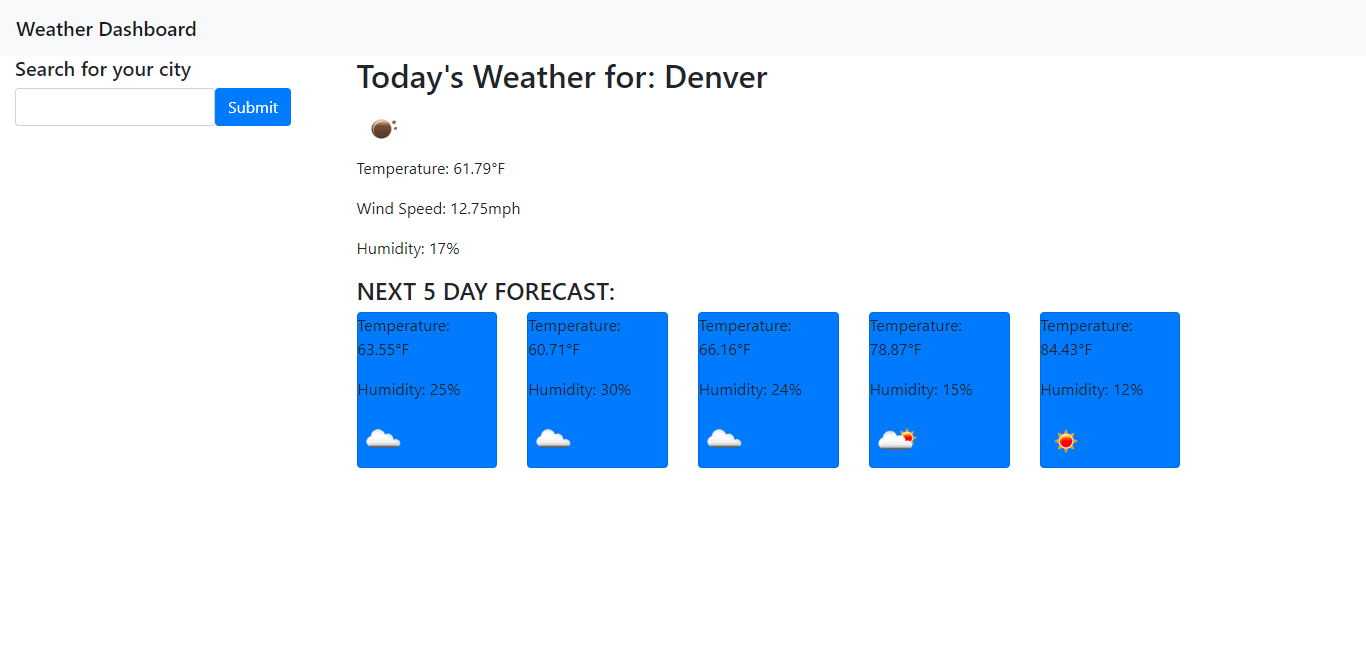 Weather Dashboard
Search for your city
Submit
Today's Weather for: Denver
Temperature: 61.79°F
Wind Speed: 12.75mph
Humidity: 17%
NEXT 5 DAY FORECAST:
Temperature:
63.55°F
Humidity: 25%
Temperature:
60.71°F
Humidity: 30%
Temperature:
66.16°F
Humidity: 24%
Temperature:
78.87°F
Humidity: 15%
Temperature:
84.43°F
Humidity: 12%